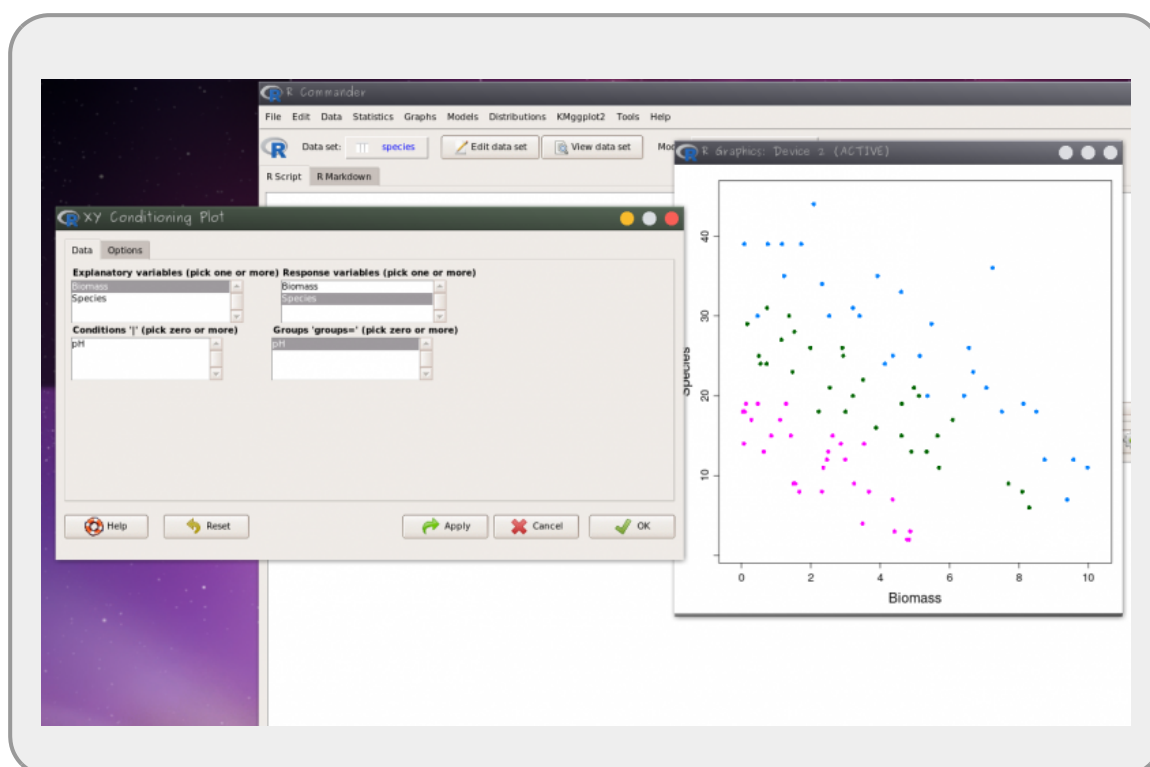 R Commander
File Edit Data Statistics Graphs Models Distributions KMggplot2 Tools Help
Data set: species Edit data set View data set
R Script R Markdown
XY Conditioning Plot
Data Options
Explanatory variables (pick one or more) Response variables (pick one or more)
Biomass Biomass
Species Species
Conditions '|' (pick zero or more) Groups 'groups=' (pick zero or more)
pH pH
Help Reset Apply Cancel OK
R Graphics: Device 2 (ACTIVE)
40
30
20
10
Species
0 2 4 6 8 10
Biomass